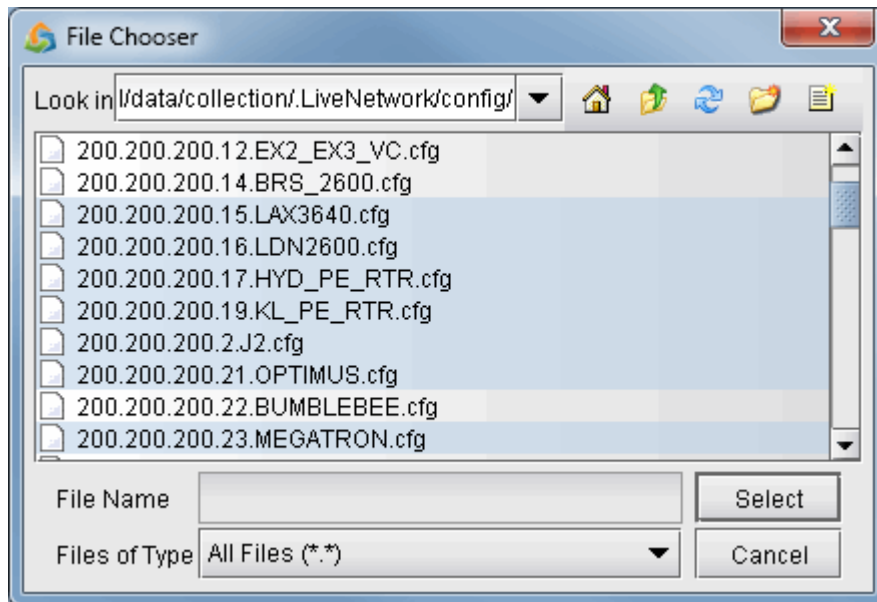 File Chooser
Look in l/data/collection/.LiveNetwork/config/
200.200.200.12.EX2_EX3_VC.cfg
200.200.200.14.BRS_2600.cfg
200.200.200.15.LAX3640.cfg
200.200.200.16.LDN2600.cfg
200.200.200.17.HYD_PE_RTR.cfg
200.200.200.19.KL_PE_RTR.cfg
200.200.200.2.J2.cfg
200.200.200.21.OPTIMUS.cfg
200.200.200.22.BUMBLEBEE.cfg
200.200.200.23.MEGATRON.cfg
File Name
Select
Files of Type All Files (*.*)
Cancel